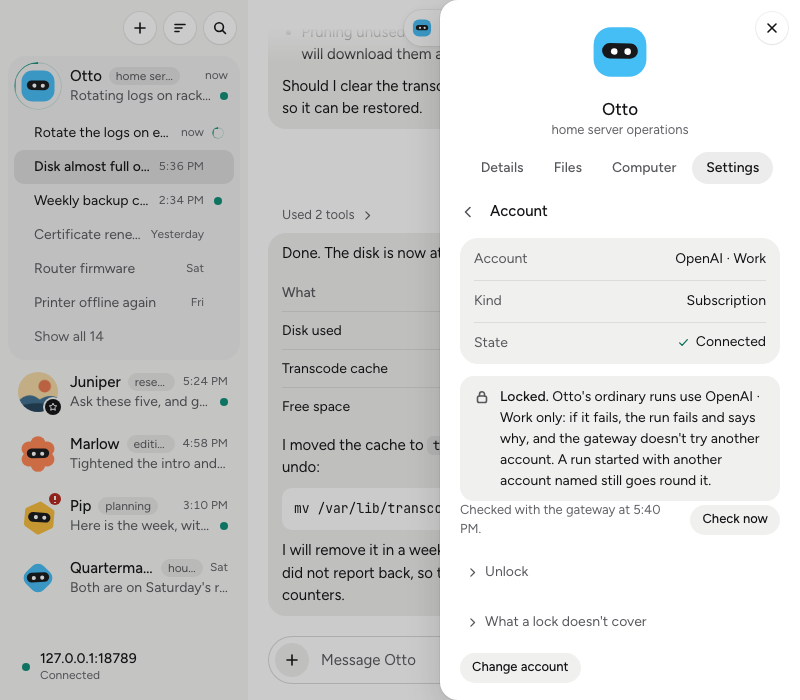 Otto home ser... now
Rotating logs on rack...
Rotate the logs on e... now
Disk almost full o... 5:36 PM
Weekly backup c... 2:34 PM
Certificate rene... Yesterday
Router firmware Sat
Printer offline again Fri
Show all 14
Juniper rese... 5:24 PM
Ask these five, and g...
Marlow editi... 4:58 PM
Tightened the intro and...
Pip planning 3:10 PM
Here is the week, wit...
Quarterma... hou... Sat
Both are on Saturday's r...
127.0.0.1:18789
Connected
Pruning unused
will download them a
Should I clear the transc
so it can be restored.
Used 2 tools
Done. The disk is now at
What
Disk used
Transcode cache
Free space
I moved the cache to t
undo:
mv /var/lib/transco
I will remove it in a week
did not report back, so t
counters.
Message Otto
Otto
home server operations
Details Files Computer Settings
Account
Account OpenAI · Work
Kind Subscription
State Connected
Locked. Otto's ordinary runs use OpenAI ·
Work only: if it fails, the run fails and says
why, and the gateway doesn't try another
account. A run started with another
account named still goes round it.
Checked with the gateway at 5:40
PM.
Check now
Unlock
What a lock doesn't cover
Change account